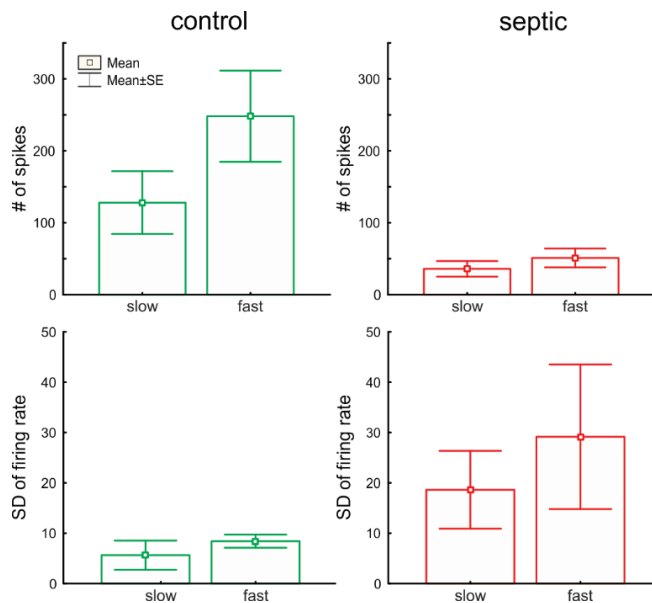 control
septic
Mean
Mean±SE
# of spikes
300
200
100
0
slow
fast
# of spikes
300
200
100
0
slow
fast
SD of firing rate
50
40
30
20
10
0
slow
fast
SD of firing rate
50
40
30
20
10
0
slow
fast